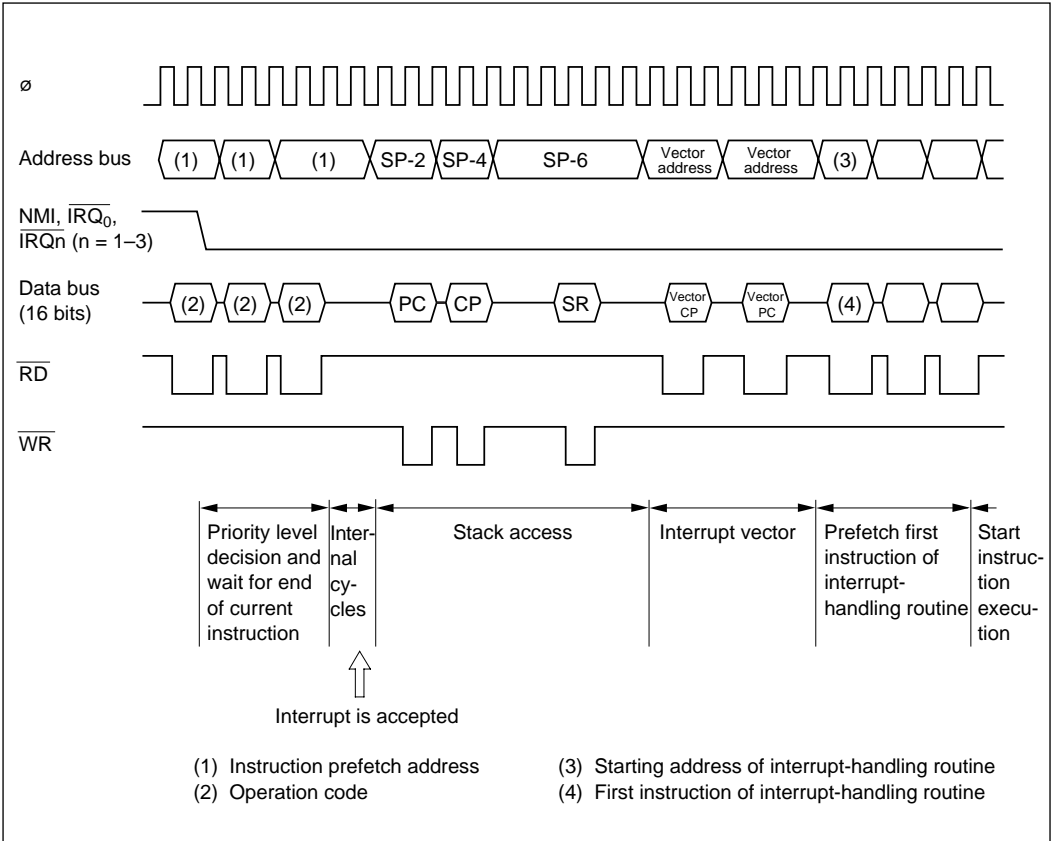 ø
Address bus (1) (1) (1) SP-2 SP-4 SP-6 Vector address Vector address (3)
NMI, IRQ0,
IRQn (n = 1–3)
Data bus
(16 bits) (2) (2) (2) PC CP SR Vector CP Vector PC (4)
RD
WR
Priority level
decision and
wait for end
of current
instruction
Inter-
nal
cy-
cles
Stack access
Interrupt vector
Prefetch first
instruction of
interrupt-
handling routine
Start
instruc-
tion
execu-
tion
Interrupt is accepted
(1) Instruction prefetch address
(2) Operation code
(3) Starting address of interrupt-handling routine
(4) First instruction of interrupt-handling routine